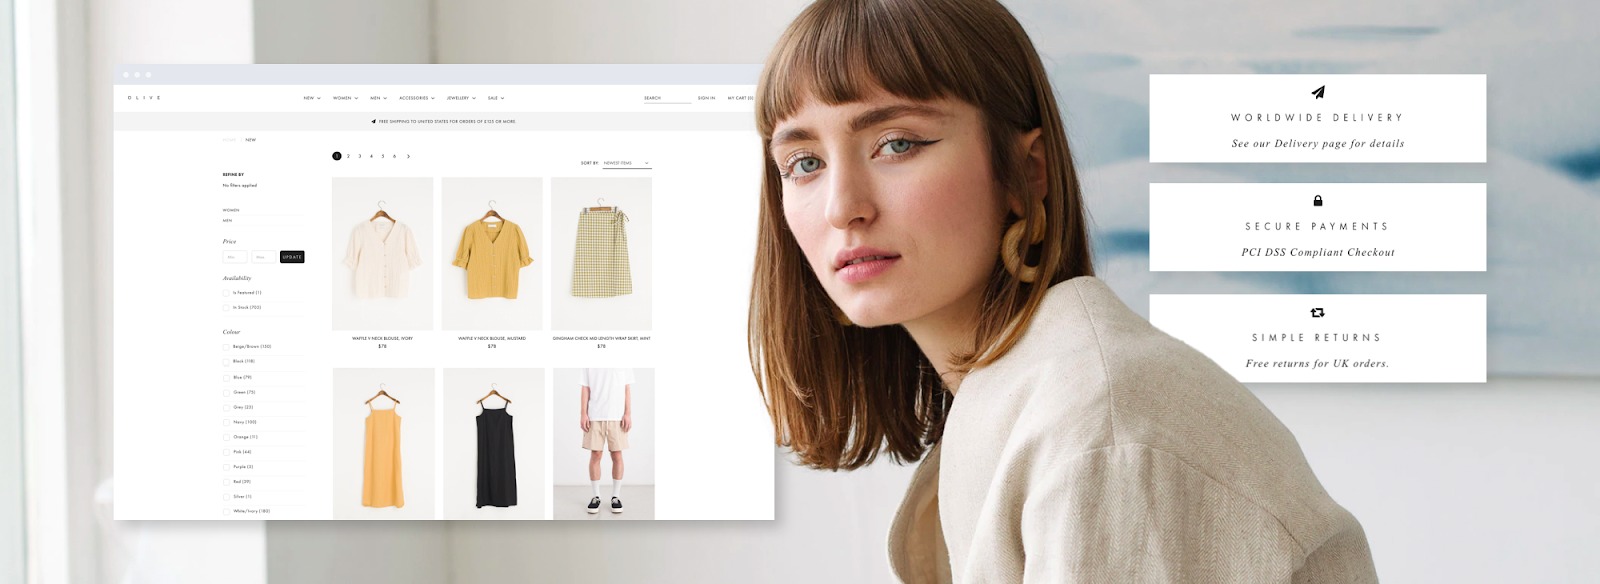 OLIVE
NEW WOMEN MEN ACCESSORIES JEWELLERY SALE SEARCH SIGN IN MY CART (0)
FREE SHIPPING TO UNITED STATES FOR ORDERS OF £125 OR MORE.
HOME NEW
1 2 3 4 5 6
SORT BY: NEWEST ITEMS
REFINE BY
No filters applied
WOMEN
MEN
Price
Min. Max. UPDATE
Availability
Is Featured (1)
In Stock (705)
Colour
Beige/Brown (150)
Black (118)
Blue (79)
Green (75)
Grey (25)
Navy (100)
Orange (11)
Pink (44)
Purple (5)
Red (39)
Silver (1)
White/Ivory (180)
WAFFLE V NECK BLOUSE, IVORY
$78
WAFFLE V NECK BLOUSE, MUSTARD
$78
GINGHAM CHECK MID LENGTH WRAP SKIRT, MINT
$78
WORLDWIDE DELIVERY
See our Delivery page for details
SECURE PAYMENTS
PCI DSS Compliant Checkout
SIMPLE RETURNS
Free returns for UK orders.